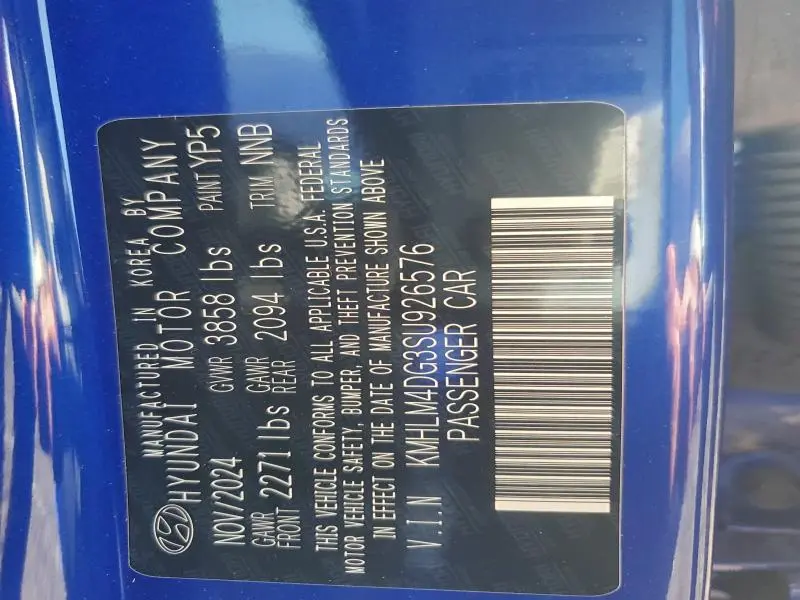 MANUFACTURED IN KOREA BY
HYUNDAI MOTOR COMPANY
NOV/2024 GVWR 3858 lbs PAINT YP5
GAWR FRONT 2271 lbs GAWR REAR 2094 lbs TRIM NNB
THIS VEHICLE CONFORMS TO ALL APPLICABLE U.S.A. FEDERAL
MOTOR VEHICLE SAFETY, BUMPER, AND THEFT PREVENTION STANDARDS
IN EFFECT ON THE DATE OF MANUFACTURE SHOWN ABOVE
V.I.N KMHLM4DG3SU926576
PASSENGER CAR